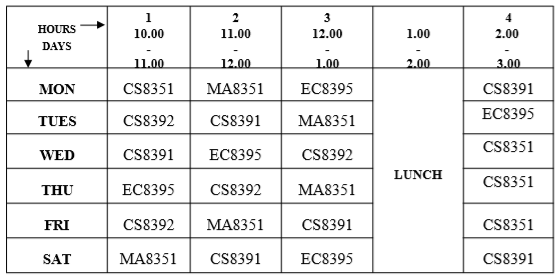 HOURS
DAYS
1
10.00
-
11.00
2
11.00
-
12.00
3
12.00
-
1.00
1.00
-
2.00
4
2.00
-
3.00
MON CS8351 MA8351 EC8395 CS8391
TUES CS8392 CS8391 MA8351 EC8395
WED CS8391 EC8395 CS8392 CS8351
LUNCH
THU EC8395 CS8392 MA8351 CS8351
FRI CS8392 MA8351 CS8391 CS8351
SAT MA8351 CS8391 EC8395 CS8391